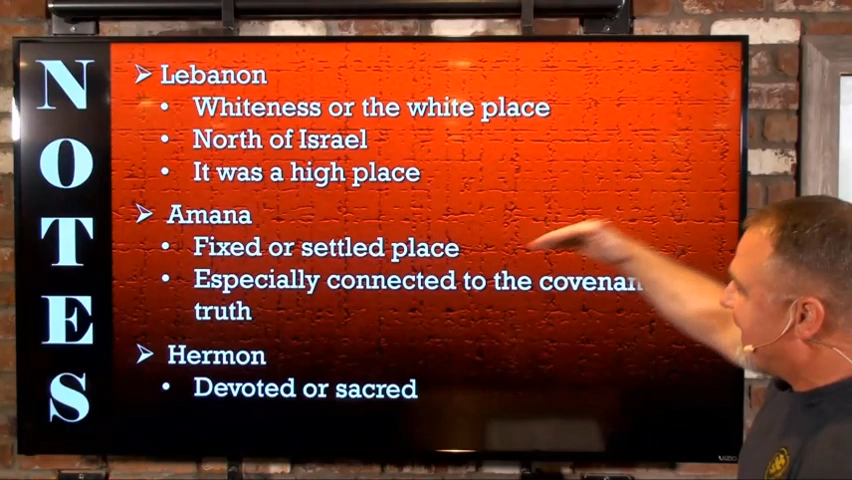 NOTES
Lebanon
Whiteness or the white place
North of Israel
It was a high place
Amana
Fixed or settled place
Especially connected to the covenan
truth
Hermon
Devoted or sacred
VIZIO